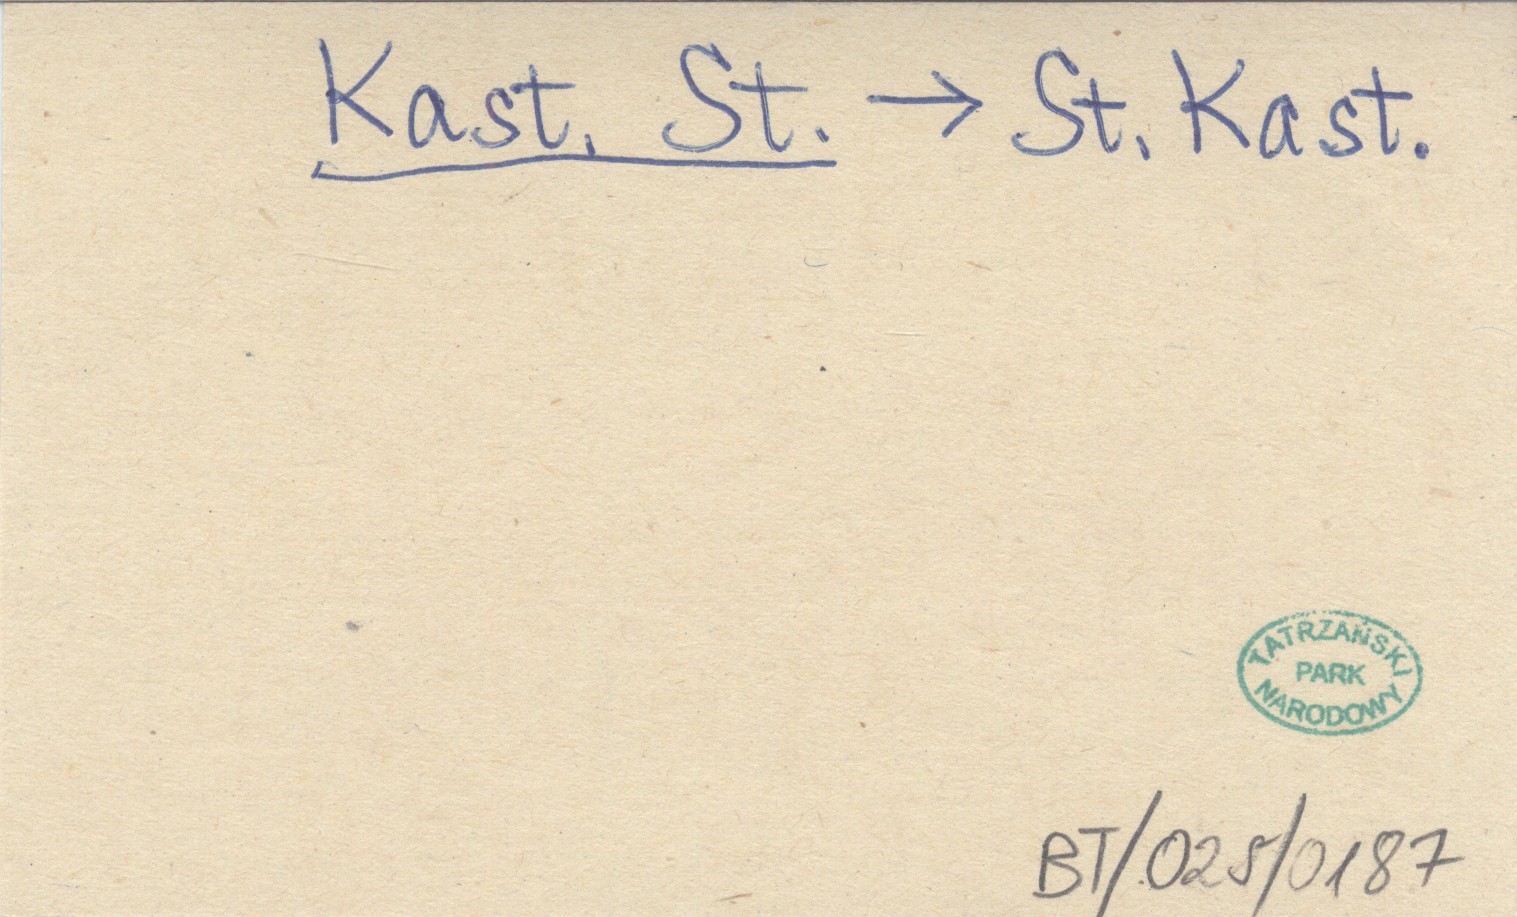 Kast. St. → St. Kast.
TATRZAŃSKI
PARK
NARODOWY
BT/025/0187